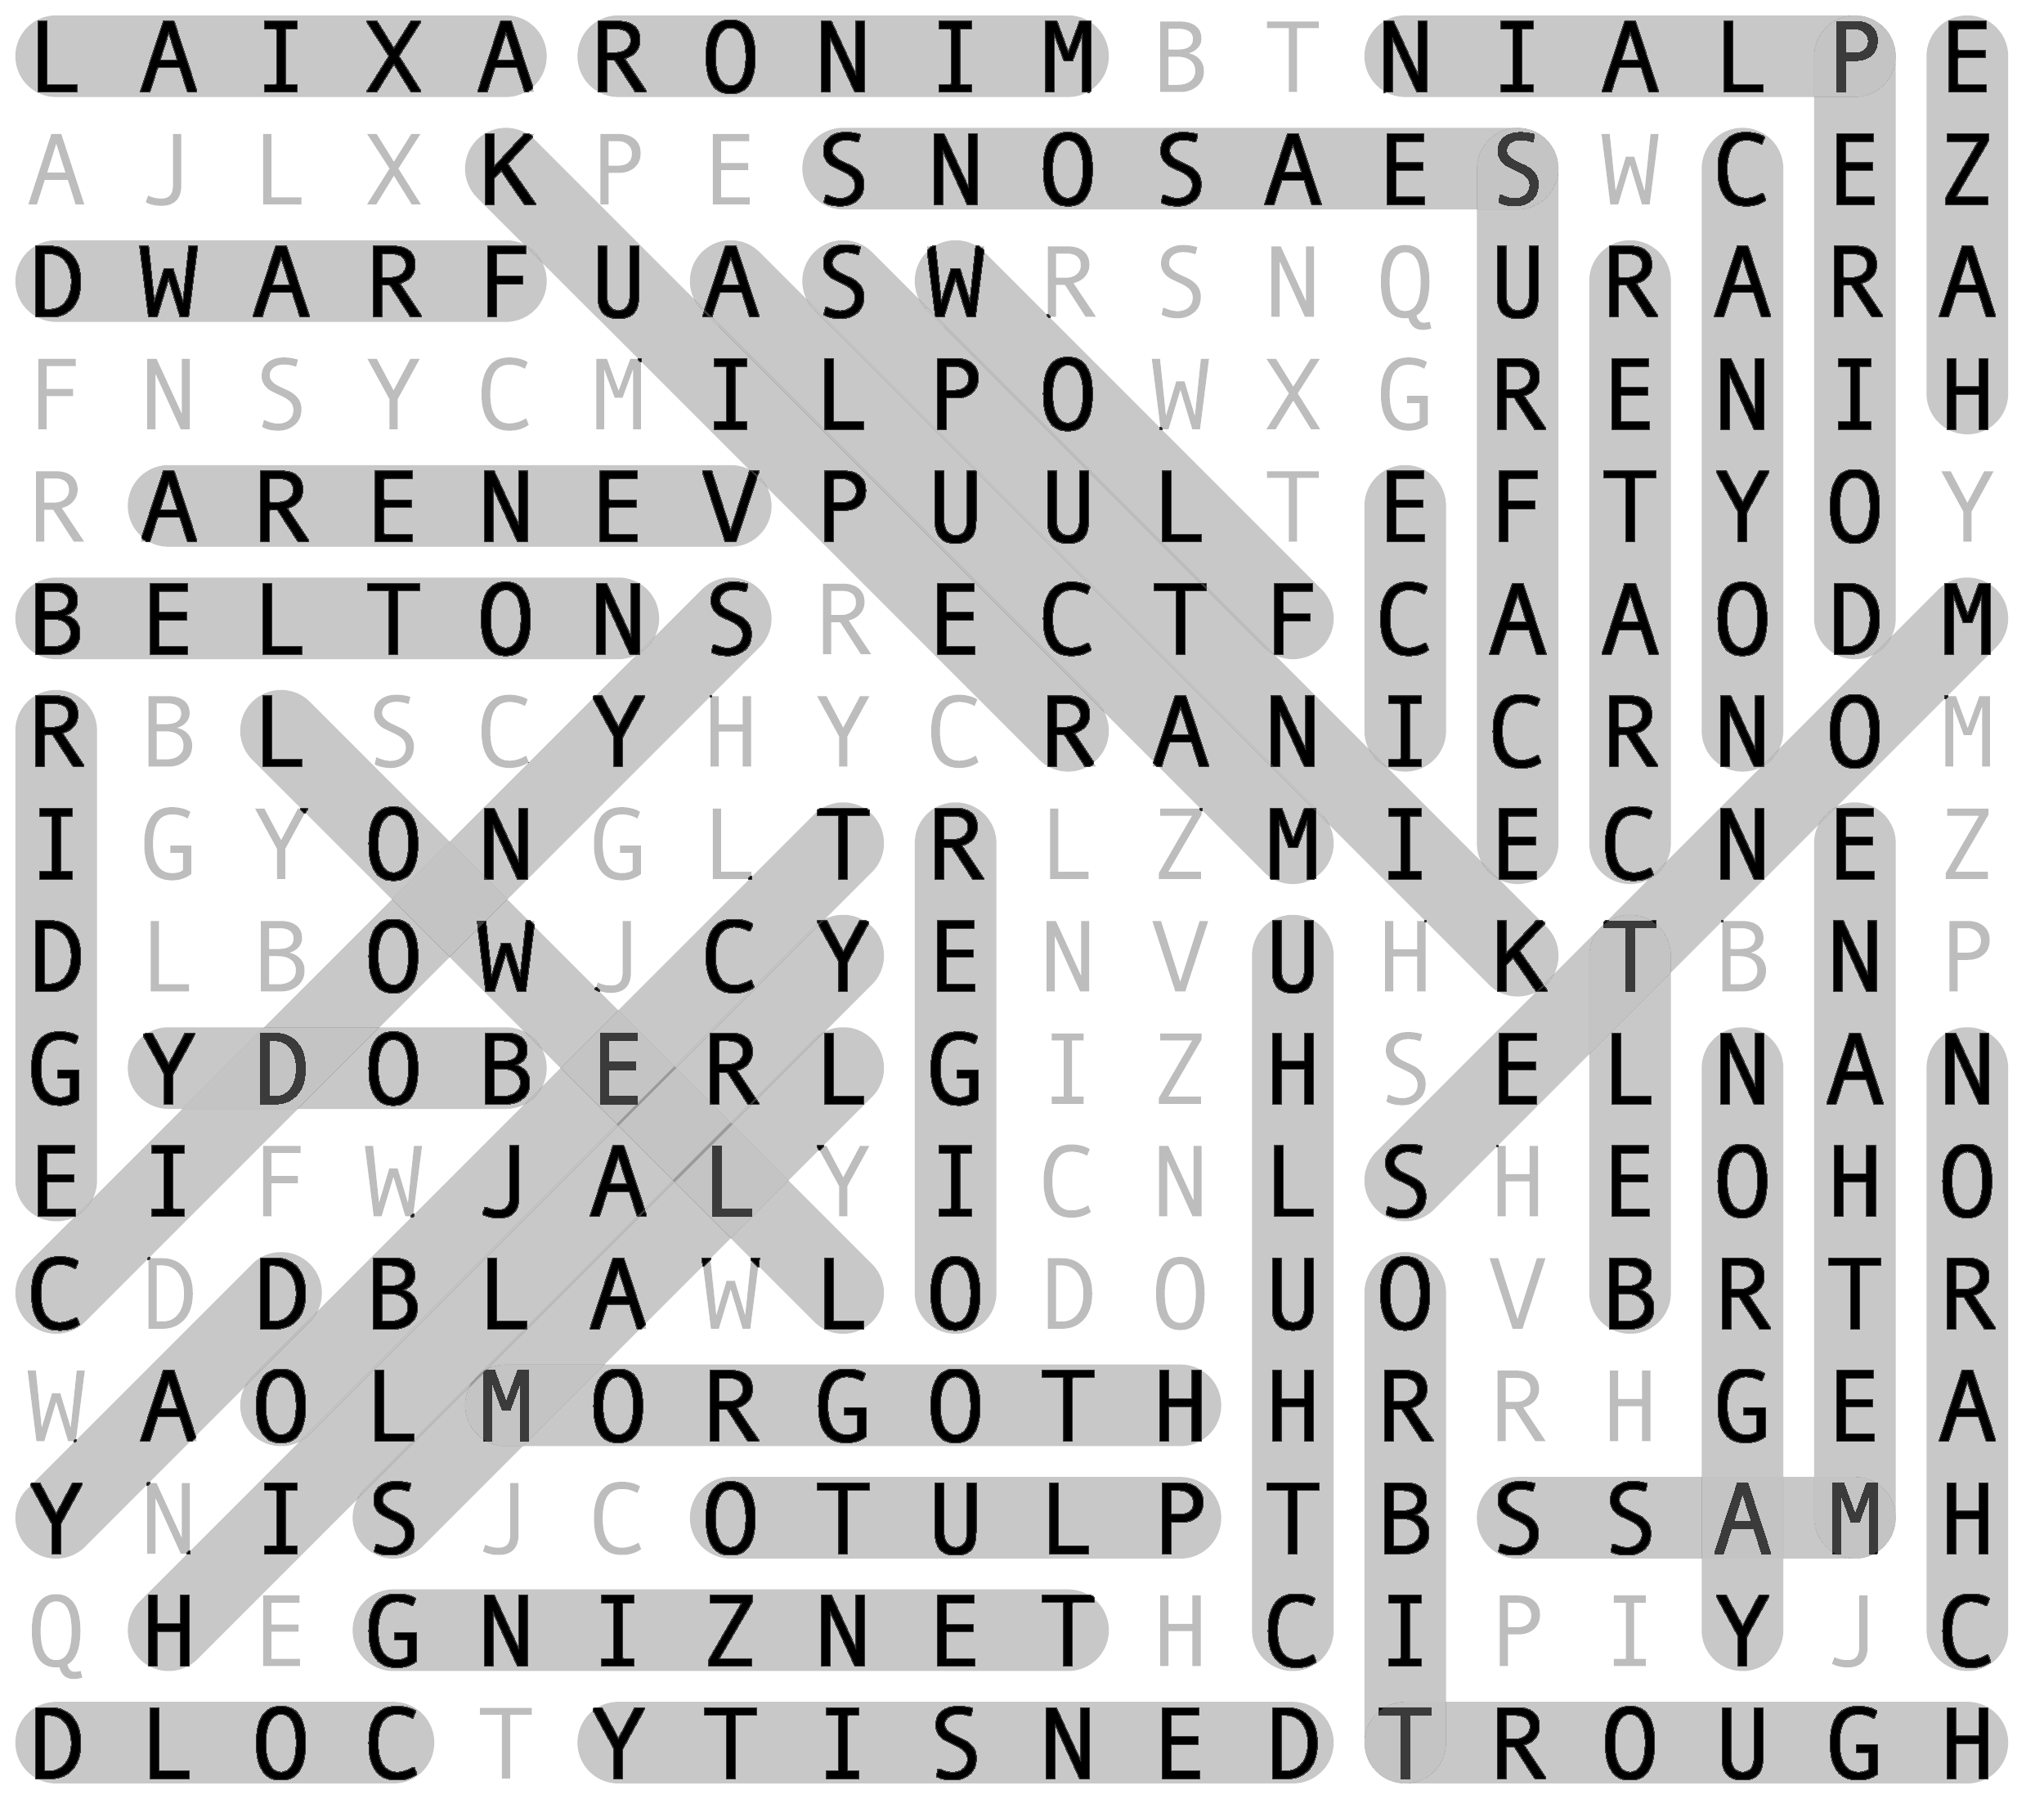 L A I X A R O N I M B T N I A L P E
A J L X K P E S N O S A E S W C E Z
D W A R F U A S W R S N Q U R A R A
F N S Y C M I L P O W X G R E N I H
R A R E N E V P U U L T E F T Y O Y
B E L T O N S R E C T F C A A O D M
R B L S C Y H Y C R A N I C R N O M
I G Y O N G L T R L Z M I E C N E Z
D L B O W J C Y E N V U H K T B N P
G Y D O B E R L G I Z H S E L N A N
E I F W J A L Y I C N L S H E O H O
C D D B L A W L O D O U O V B R T R
W A O L M O R G O T H H R R H G E A
Y N I S J C O T U L P T B S S A M H
Q H E G N I Z N E T H C I P I Y J C
D L O C T Y T I S N E D T R O U G H